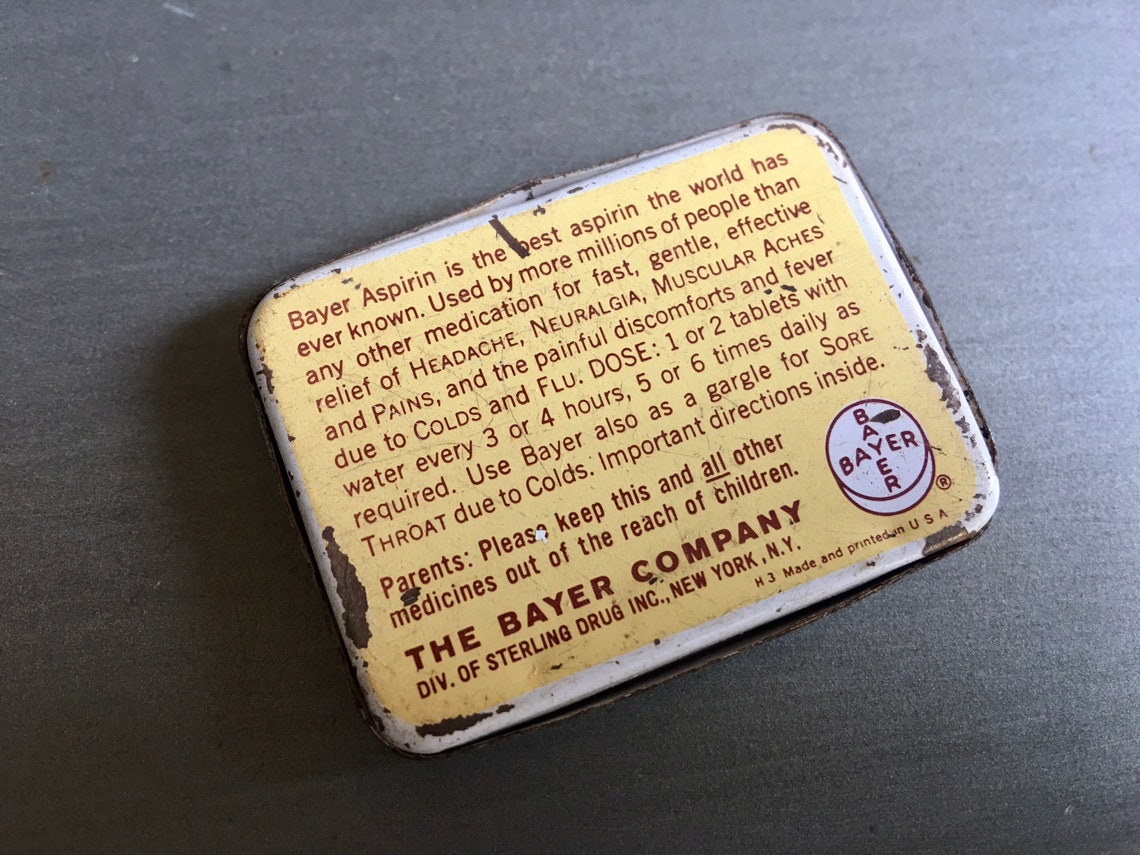 Bayer Aspirin is the best aspirin the world has
ever known. Used by more millions of people than
any other medication for fast, gentle, effective
relief of HEADACHE, NEURALGIA, MUSCULAR ACHES
and PAINS, and the painful discomforts and fever
due to COLDS and FLU. DOSE: 1 or 2 tablets with
water every 3 or 4 hours, 5 or 6 times daily as
required. Use Bayer also as a gargle for SORE
THROAT due to Colds. Important directions inside.
Parents: Please keep this and all other
medicines out of the reach of children.
THE BAYER COMPANY
DIV. OF STERLING DRUG INC., NEW YORK, N.Y.
BAYER
BAYER
®
H 3 Made and printed in U S A